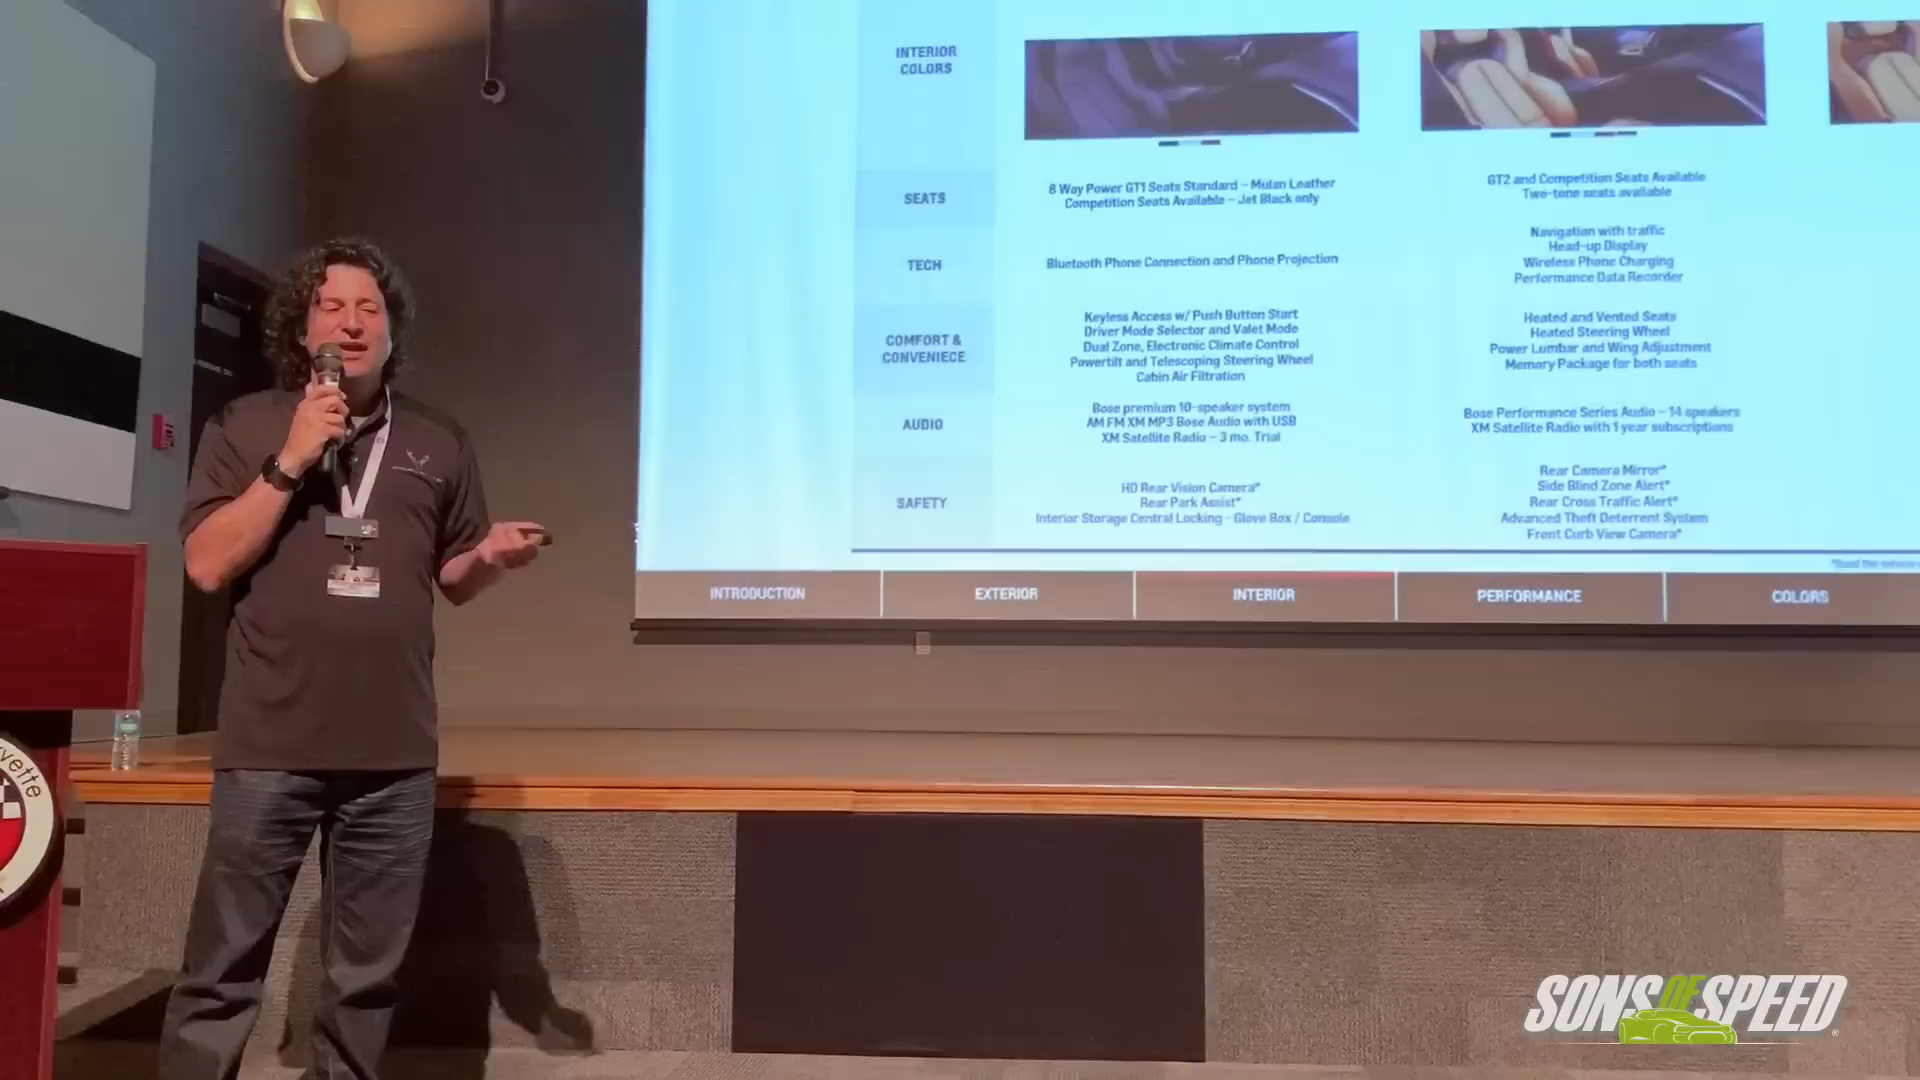 INTERIOR
COLORS
SEATS
8 Way Power GT1 Seats Standard – Mulan Leather
Competition Seats Available – Jet Black only
GT2 and Competition Seats Available
Two-tone seats available
TECH
Bluetooth Phone Connection and Phone Projection
Navigation with traffic
Head-up Display
Wireless Phone Charging
Performance Data Recorder
COMFORT &
CONVENIECE
Keyless Access w/ Push Button Start
Driver Mode Selector and Valet Mode
Dual Zone, Electronic Climate Control
Powertilt and Telescoping Steering Wheel
Cabin Air Filtration
Heated and Vented Seats
Heated Steering Wheel
Power Lumbar and Wing Adjustment
Memory Package for both seats
AUDIO
Bose premium 10-speaker system
AM FM XM MP3 Bose Audio with USB
XM Satellite Radio – 3 mo. Trial
Bose Performance Series Audio – 14 speakers
XM Satellite Radio with 1 year subscriptions
SAFETY
HD Rear Vision Camera*
Rear Park Assist*
Interior Storage Central Locking - Glove Box / Console
Rear Camera Mirror*
Side Blind Zone Alert*
Rear Cross Traffic Alert*
Advanced Theft Deterrent System
Front Curb View Camera*
*Read the
INTRODUCTION
EXTERIOR
INTERIOR
PERFORMANCE
COLORS
SONS OF SPEED